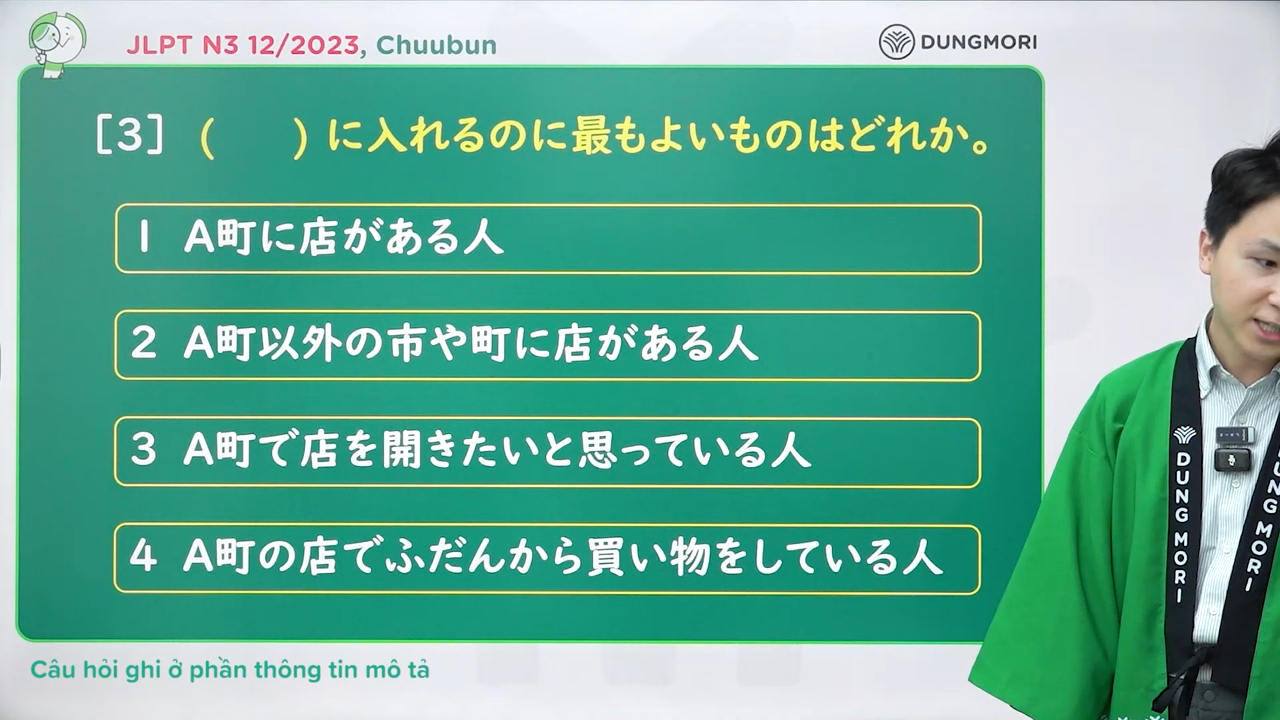 JLPT N3 12/2023, Chuubun
DUNGMORI
[3] (　　) に入れるのに最もよいものはどれか。
1 A町に店がある人
2 A町以外の市や町に店がある人
3 A町で店を開きたいと思っている人
4 A町の店でふだんから買い物をしている人
Câu hỏi ghi ở phần thông tin mô tả
DUNGMORI
DUNG MORI